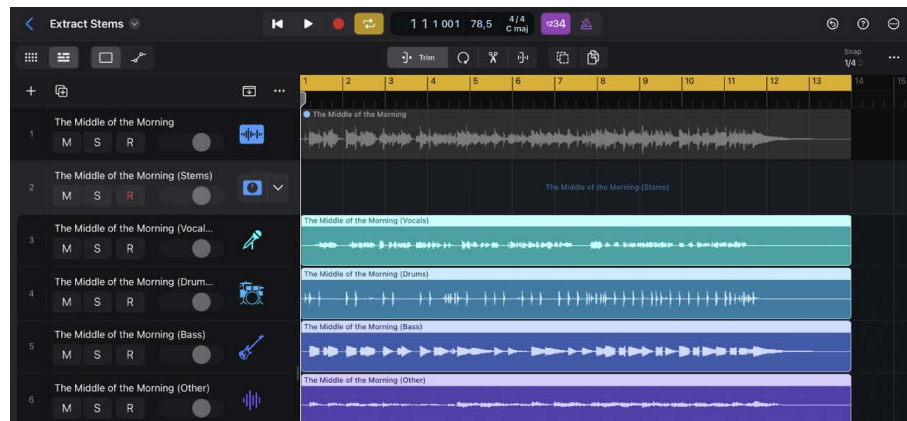 Extract Stems
1 1 1 001 78,5 4/4 C maj
1234
Trim
Snap
1/4
1 2 3 4 5 6 7 8 9 10 11 12 13 14 15
1
The Middle of the Morning
M S R
The Middle of the Morning
2
The Middle of the Morning (Stems)
M S R
The Middle of the Morning (Stems)
3
The Middle of the Morning (Vocal...
M S R
The Middle of the Morning (Vocals)
4
The Middle of the Morning (Drum...
M S R
The Middle of the Morning (Drums)
5
The Middle of the Morning (Bass)
M S R
The Middle of the Morning (Bass)
6
The Middle of the Morning (Other)
M S R
The Middle of the Morning (Other)